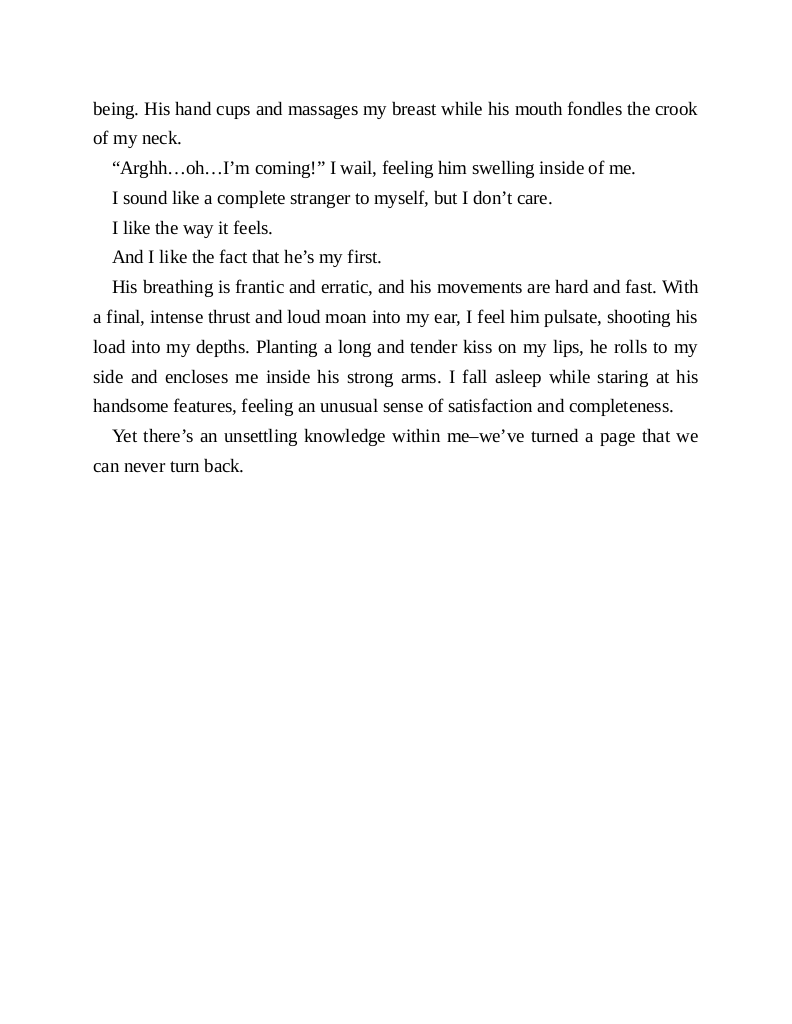 being. His hand cups and massages my breast while his mouth fondles the crook
of my neck.
“Arghh…oh…I’m coming!” I wail, feeling him swelling inside of me.
I sound like a complete stranger to myself, but I don’t care.
I like the way it feels.
And I like the fact that he’s my first.
His breathing is frantic and erratic, and his movements are hard and fast. With
a final, intense thrust and loud moan into my ear, I feel him pulsate, shooting his
load into my depths. Planting a long and tender kiss on my lips, he rolls to my
side and encloses me inside his strong arms. I fall asleep while staring at his
handsome features, feeling an unusual sense of satisfaction and completeness.
Yet there’s an unsettling knowledge within me–we’ve turned a page that we
can never turn back.